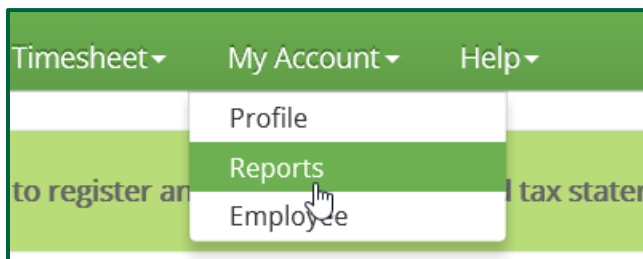 Timesheet My Account Help
Profile
Reports
to register an tax stater
Employee